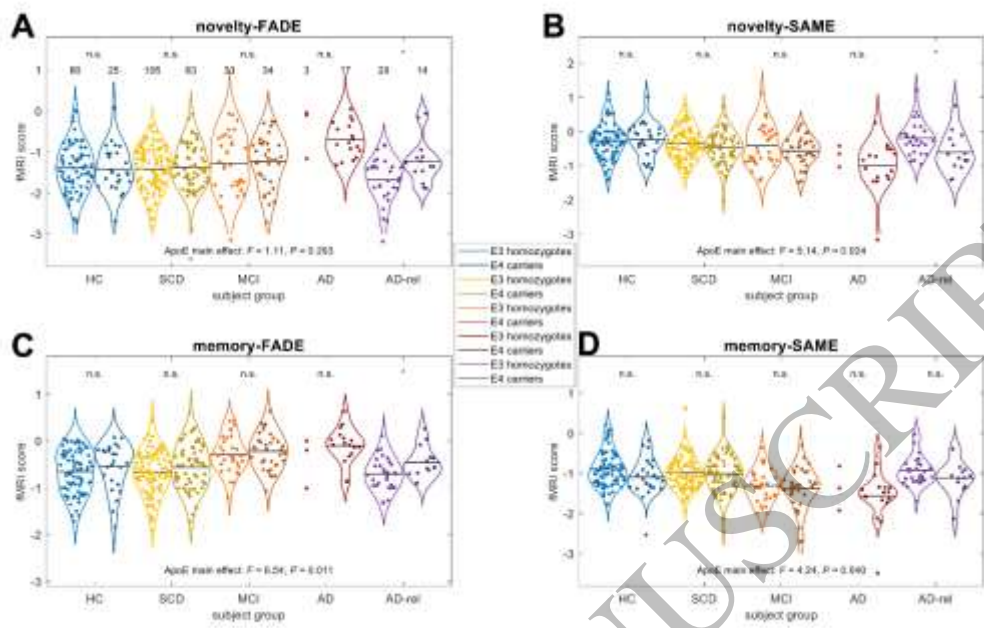 A
novelty-FADE
n.s. n.s. n.s. n.s. *
25 3 17 14
1
0
-1
-2
-3
fMRI score
ApoE main effect: F = 1.11, P = 0.293
HC SCD MCI AD AD-rel
subject group
B
novelty-SAME
n.s. n.s. n.s. n.s. *
2
1
0
-1
-2
-3
fMRI score
ApoE main effect: F = 5.14, P = 0.024
HC SCD MCI AD AD-rel
subject group
E3 homozygotes
E4 carriers
E3 homozygotes
E4 carriers
E3 homozygotes
E4 carriers
E3 homozygotes
E4 carriers
E3 homozygotes
E4 carriers
C
memory-FADE
n.s. n.s. n.s. n.s. *
1
0
-1
-2
-3
fMRI score
ApoE main effect: F = 6.54, P = 0.011
HC SCD MCI AD AD-rel
subject group
D
memory-SAME
n.s. n.s. n.s. n.s. n.s.
1
0
-1
-2
-3
fMRI score
ApoE main effect: F = 4.24, P = 0.040
HC SCD MCI AD AD-rel
subject group